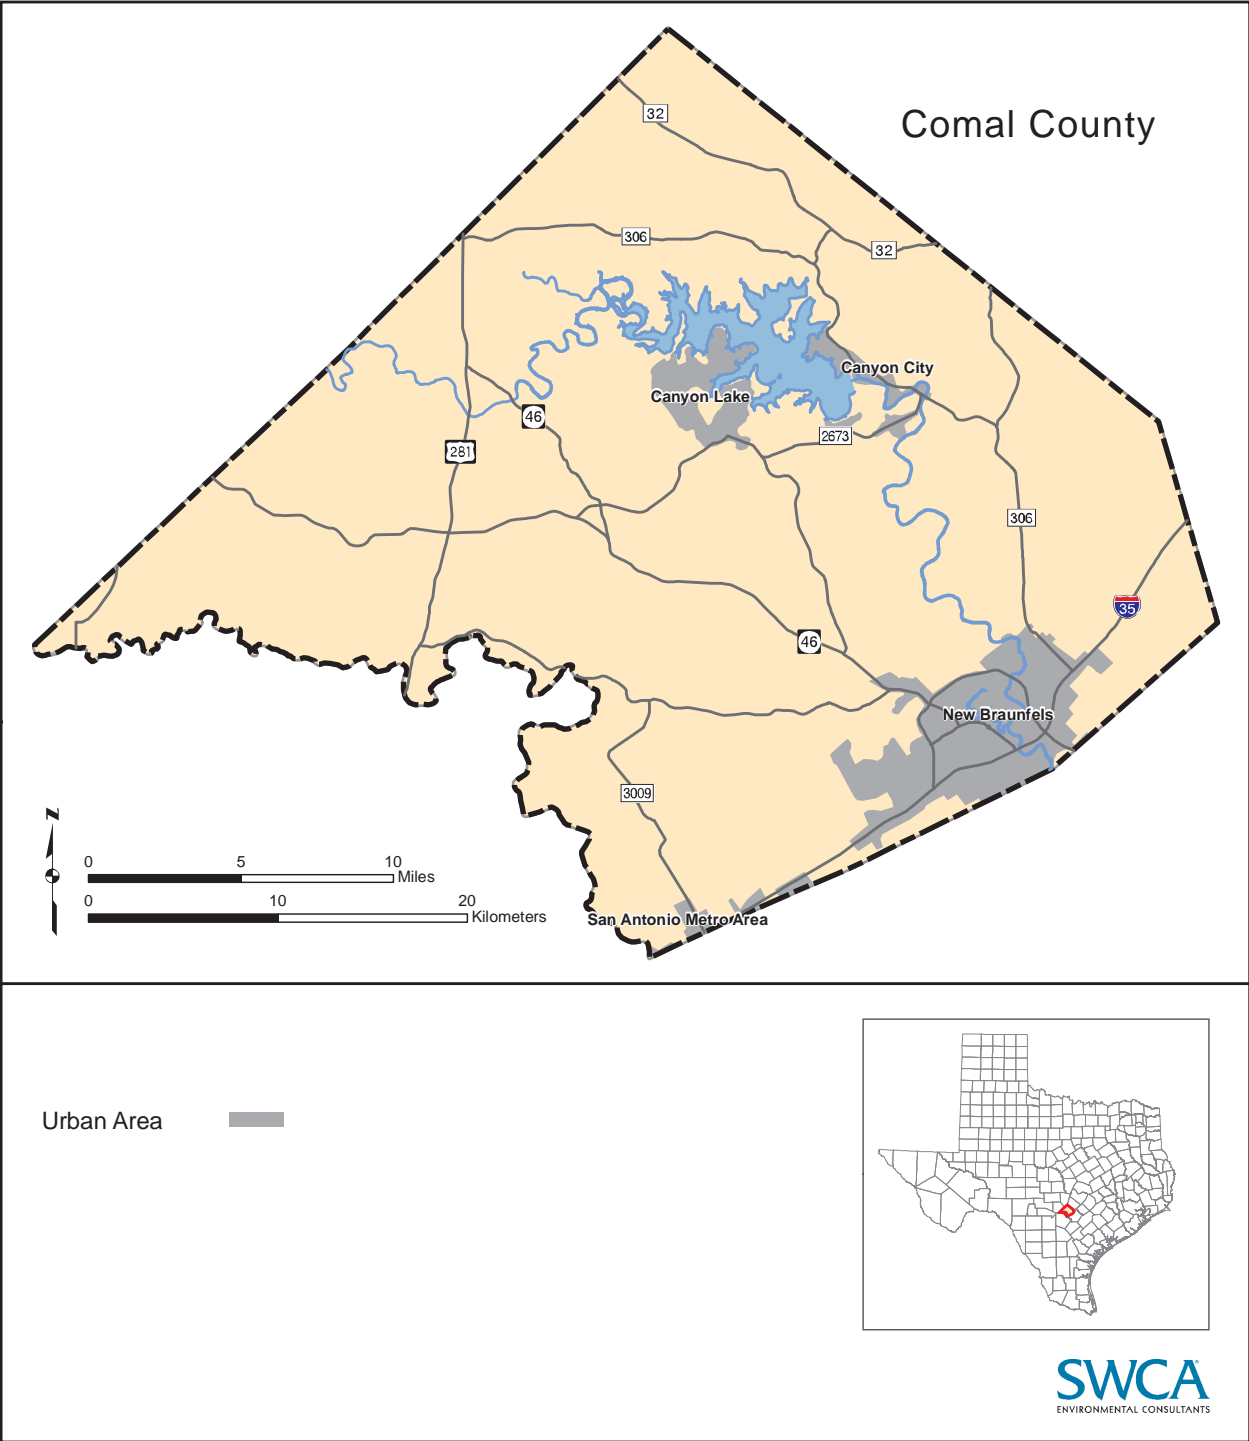 Comal County
32
306
32
Canyon City
Canyon Lake
46
2673
281
306
35
46
New Braunfels
3009
San Antonio Metro Area
N
0 5 10
Miles
0 10 20
Kilometers
Urban Area
SWCA
ENVIRONMENTAL CONSULTANTS